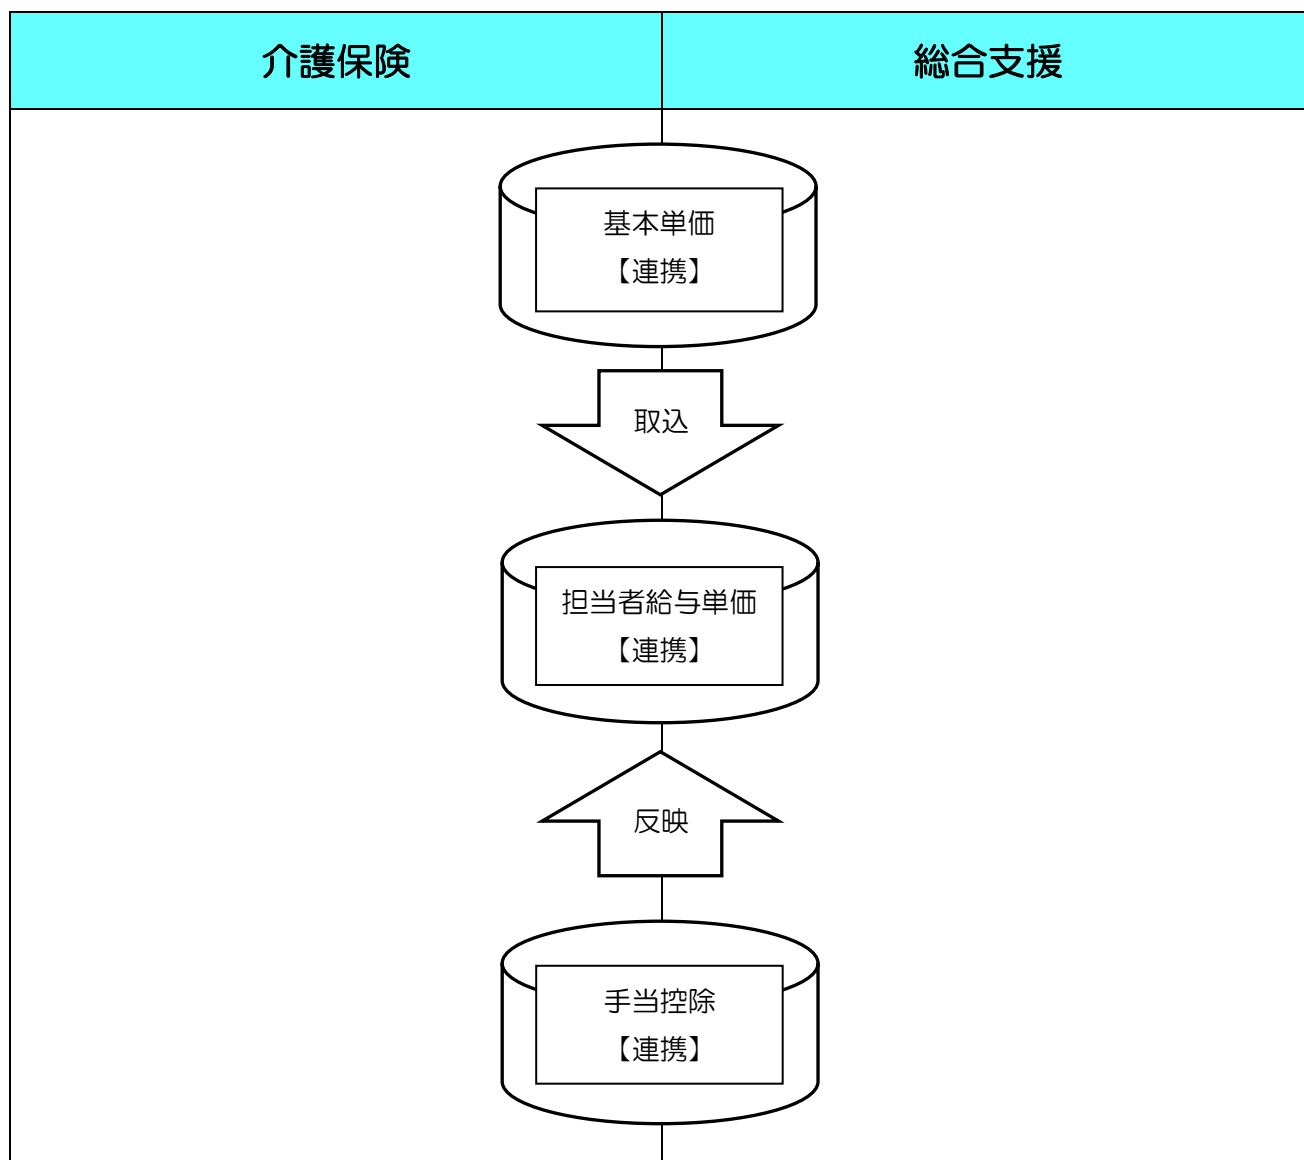 介護保険
総合支援
基本単価
【連携】
取込
担当者給与単価
【連携】
反映
手当控除
【連携】